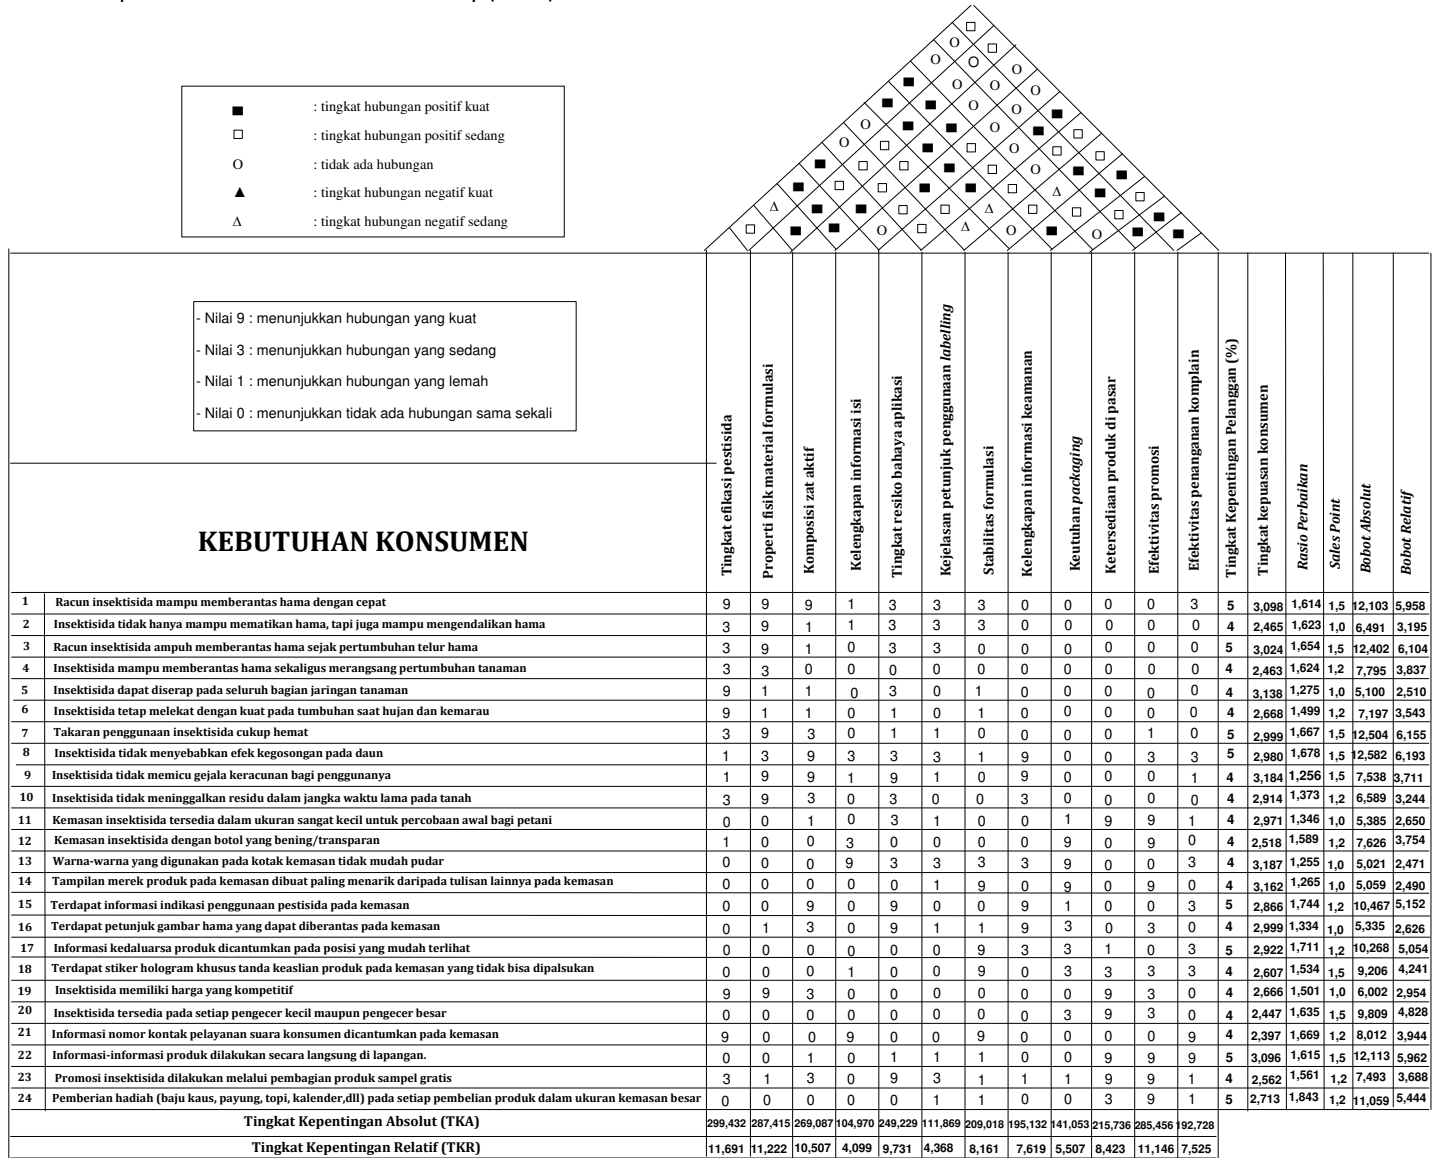 ■ : tingkat hubungan positif kuat
□ : tingkat hubungan positif sedang
O : tidak ada hubungan
▲ : tingkat hubungan negatif kuat
Δ : tingkat hubungan negatif sedang
- Nilai 9 : menunjukkan hubungan yang kuat
- Nilai 3 : menunjukkan hubungan yang sedang
- Nilai 1 : menunjukkan hubungan yang lemah
- Nilai 0 : menunjukkan tidak ada hubungan sama sekali
KEBUTUHAN KONSUMEN
Tingkat efikasi pestisida
Properti fisik material formulasi
Komposisi zat aktif
Kelengkapan informasi isi
Tingkat resiko bahaya aplikasi
Kejelasan petunjuk penggunaan labelling
Stabilitas formulasi
Kelengkapan informasi keamanan
Keutuhan packaging
Ketersediaan produk di pasar
Efektivitas promosi
Efektivitas penanganan komplain
Tingkat Kepentingan Pelanggan (%)
Tingkat kepuasan konsumen
Rasio Perbaikan
Sales Point
Bobot Absolut
Bobot Relatif
1 Racun insektisida mampu memberantas hama dengan cepat 9 9 9 1 3 3 3 0 0 0 0 3 5 3,098 1,614 1,5 12,103 5,958
2 Insektisida tidak hanya mampu mematikan hama, tapi juga mampu mengendalikan hama 3 9 1 1 3 3 3 0 0 0 0 0 4 2,465 1,623 1,0 6,491 3,195
3 Racun insektisida ampuh memberantas hama sejak pertumbuhan telur hama 3 9 1 0 3 3 0 0 0 0 0 0 5 3,024 1,654 1,5 12,402 6,104
4 Insektisida mampu memberantas hama sekaligus merangsang pertumbuhan tanaman 3 3 0 0 0 0 0 0 0 0 0 0 4 2,463 1,624 1,2 7,795 3,837
5 Insektisida dapat diserap pada seluruh bagian jaringan tanaman 9 1 1 0 3 0 1 0 0 0 0 0 4 3,138 1,275 1,0 5,100 2,510
6 Insektisida tetap melekat dengan kuat pada tumbuhan saat hujan dan kemarau 9 1 1 0 1 0 1 0 0 0 0 0 4 2,668 1,499 1,2 7,197 3,543
7 Takaran penggunaan insektisida cukup hemat 3 9 3 0 1 1 0 0 0 0 1 0 5 2,999 1,667 1,5 12,504 6,155
8 Insektisida tidak menyebabkan efek kegosongan pada daun 1 3 9 3 3 3 1 9 0 0 3 3 5 2,980 1,678 1,5 12,582 6,193
9 Insektisida tidak memicu gejala keracunan bagi penggunanya 1 9 9 1 9 1 0 9 0 0 0 1 4 3,184 1,256 1,5 7,538 3,711
10 Insektisida tidak meninggalkan residu dalam jangka waktu lama pada tanah 3 9 3 0 3 0 0 3 0 0 0 0 4 2,914 1,373 1,2 6,589 3,244
11 Kemasan insektisida tersedia dalam ukuran sangat kecil untuk percobaan awal bagi petani 0 0 1 0 3 1 0 0 1 9 9 1 4 2,971 1,346 1,0 5,385 2,650
12 Kemasan insektisida dengan botol yang bening/transparan 1 0 0 3 0 0 0 0 9 0 9 0 4 2,518 1,589 1,2 7,626 3,754
13 Warna-warna yang digunakan pada kotak kemasan tidak mudah pudar 0 0 0 9 3 3 3 3 9 0 0 3 4 3,187 1,255 1,0 5,021 2,471
14 Tampilan merek produk pada kemasan dibuat paling menarik daripada tulisan lainnya pada kemasan 0 0 0 0 0 1 9 0 9 0 9 0 4 3,162 1,265 1,0 5,059 2,490
15 Terdapat informasi indikasi penggunaan pestisida pada kemasan 0 0 9 0 9 0 0 9 1 0 0 3 5 2,866 1,744 1,2 10,467 5,152
16 Terdapat petunjuk gambar hama yang dapat diberantas pada kemasan 0 1 3 0 9 1 1 9 3 0 3 0 4 2,999 1,334 1,0 5,335 2,626
17 Informasi kedaluarsa produk dicantumkan pada posisi yang mudah terlihat 0 0 0 0 0 0 9 3 3 1 0 3 5 2,922 1,711 1,2 10,268 5,054
18 Terdapat stiker hologram khusus tanda keaslian produk pada kemasan yang tidak bisa dipalsukan 0 0 0 1 0 0 9 0 3 3 3 3 4 2,607 1,534 1,5 9,206 4,241
19 Insektisida memiliki harga yang kompetitif 9 9 3 0 0 0 0 0 0 9 3 0 4 2,666 1,501 1,0 6,002 2,954
20 Insektisida tersedia pada setiap pengecer kecil maupun pengecer besar 0 0 0 0 0 0 0 0 3 9 3 0 4 2,447 1,635 1,5 9,809 4,828
21 Informasi nomor kontak pelayanan suara konsumen dicantumkan pada kemasan 9 0 0 9 0 0 9 0 0 0 0 9 4 2,397 1,669 1,2 8,012 3,944
22 Informasi-informasi produk dilakukan secara langsung di lapangan. 0 0 1 0 1 1 1 0 0 9 9 9 5 3,096 1,615 1,5 12,113 5,962
23 Promosi insektisida dilakukan melalui pembagian produk sampel gratis 3 1 3 0 9 3 1 1 1 9 9 1 4 2,562 1,561 1,2 7,493 3,688
24 Pemberian hadiah (baju kaus, payung, topi, kalender,dll) pada setiap pembelian produk dalam ukuran kemasan besar 0 0 0 0 0 1 1 0 0 3 9 1 5 2,713 1,843 1,2 11,059 5,444
Tingkat Kepentingan Absolut (TKA) 299,432 287,415 269,087 104,970 249,229 111,869 209,018 195,132 141,053 215,736 285,456 192,728
Tingkat Kepentingan Relatif (TKR) 11,691 11,222 10,507 4,099 9,731 4,368 8,161 7,619 5,507 8,423 11,146 7,525